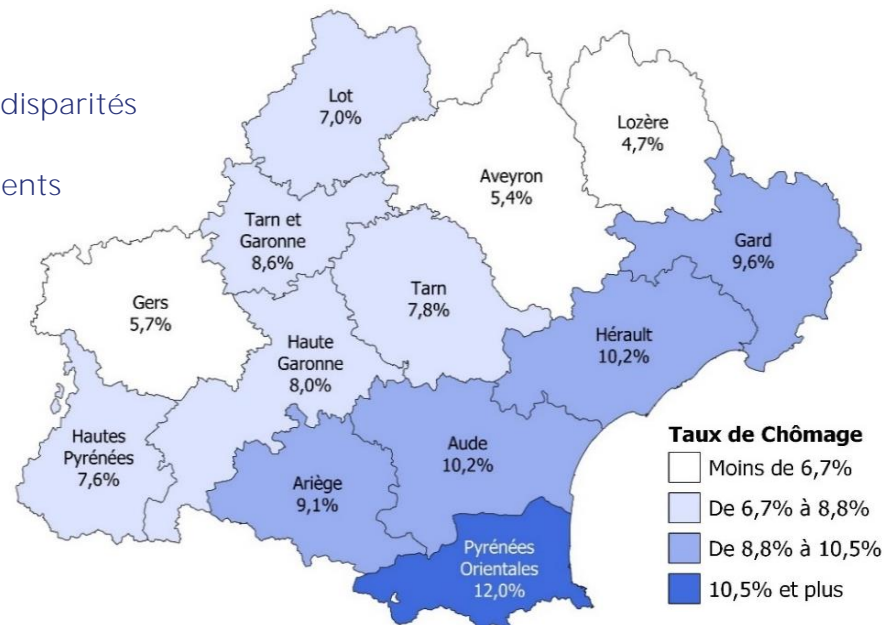 disparités
ents
Lot
7,0%
Lozère
4,7%
Aveyron
5,4%
Tarn et
Garonne
8,6%
Gard
9,6%
Gers
5,7%
Tarn
7,8%
Haute
Garonne
8,0%
Hérault
10,2%
Hautes
Pyrénées
7,6%
Ariège
9,1%
Aude
10,2%
Pyrénées
Orientales
12,0%
Taux de Chômage
Moins de 6,7%
De 6,7% à 8,8%
De 8,8% à 10,5%
10,5% et plus